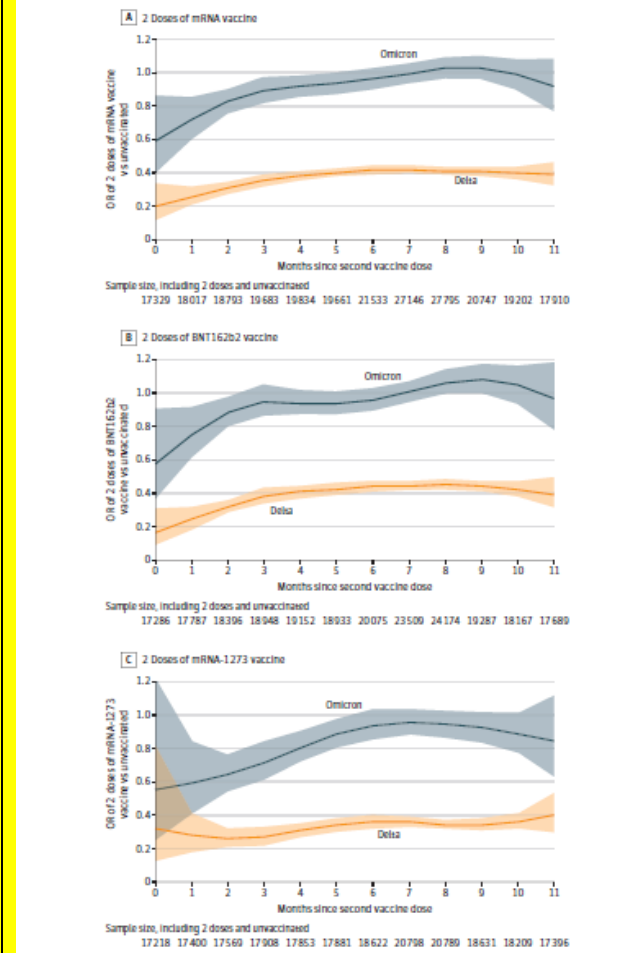 A 2 Doses of mRNA vaccine
OR of 2 doses of mRNA vaccine
vs unvaccinated
1.2
1.0
0.8
0.6
0.4
0.2
0
Omicron
Delta
0 1 2 3 4 5 6 7 8 9 10 11
Months since second vaccine dose
Sample size, including 2 doses and unvaccinated
17329 18017 18793 19683 19834 19661 21533 27146 27795 20747 19202 17910
B 2 Doses of BNT162b2 vaccine
OR of 2 doses of BNT162b2
vaccine vs unvaccinated
1.2
1.0
0.8
0.6
0.4
0.2
0
Omicron
Delta
0 1 2 3 4 5 6 7 8 9 10 11
Months since second vaccine dose
Sample size, including 2 doses and unvaccinated
17286 17787 18396 18948 19152 18933 20075 23509 24174 19287 18167 17689
C 2 Doses of mRNA-1273 vaccine
OR of 2 doses of mRNA-1273
vaccine vs unvaccinated
1.2
1.0
0.8
0.6
0.4
0.2
0
Omicron
Delta
0 1 2 3 4 5 6 7 8 9 10 11
Months since second vaccine dose
Sample size, including 2 doses and unvaccinated
17218 17400 17569 17908 17853 17881 18622 20798 20789 18631 18209 17396